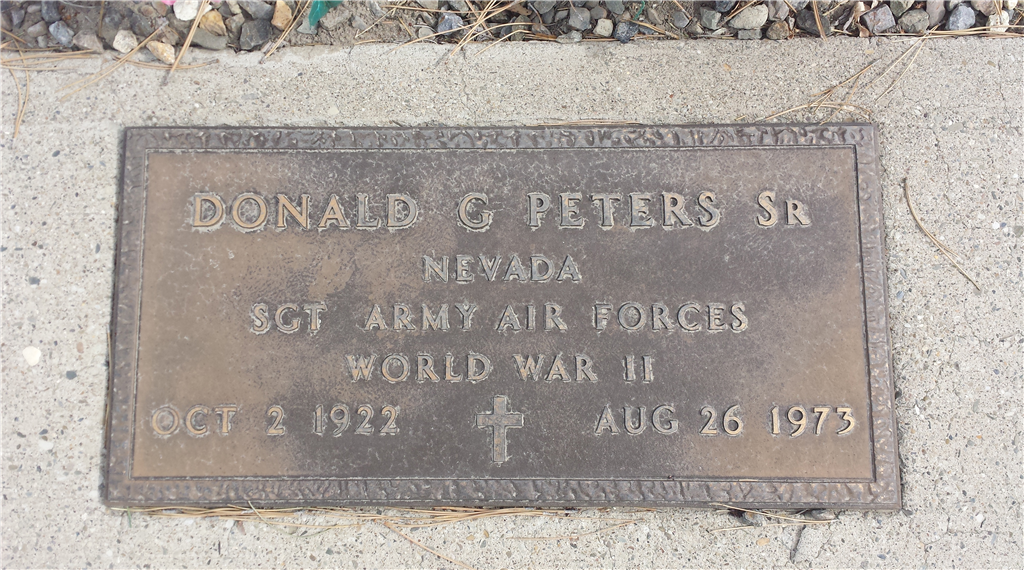 DONALD G PETERS SR
NEVADA
SGT ARMY AIR FORCES
WORLD WAR II
OCT 2 1922 AUG 26 1973